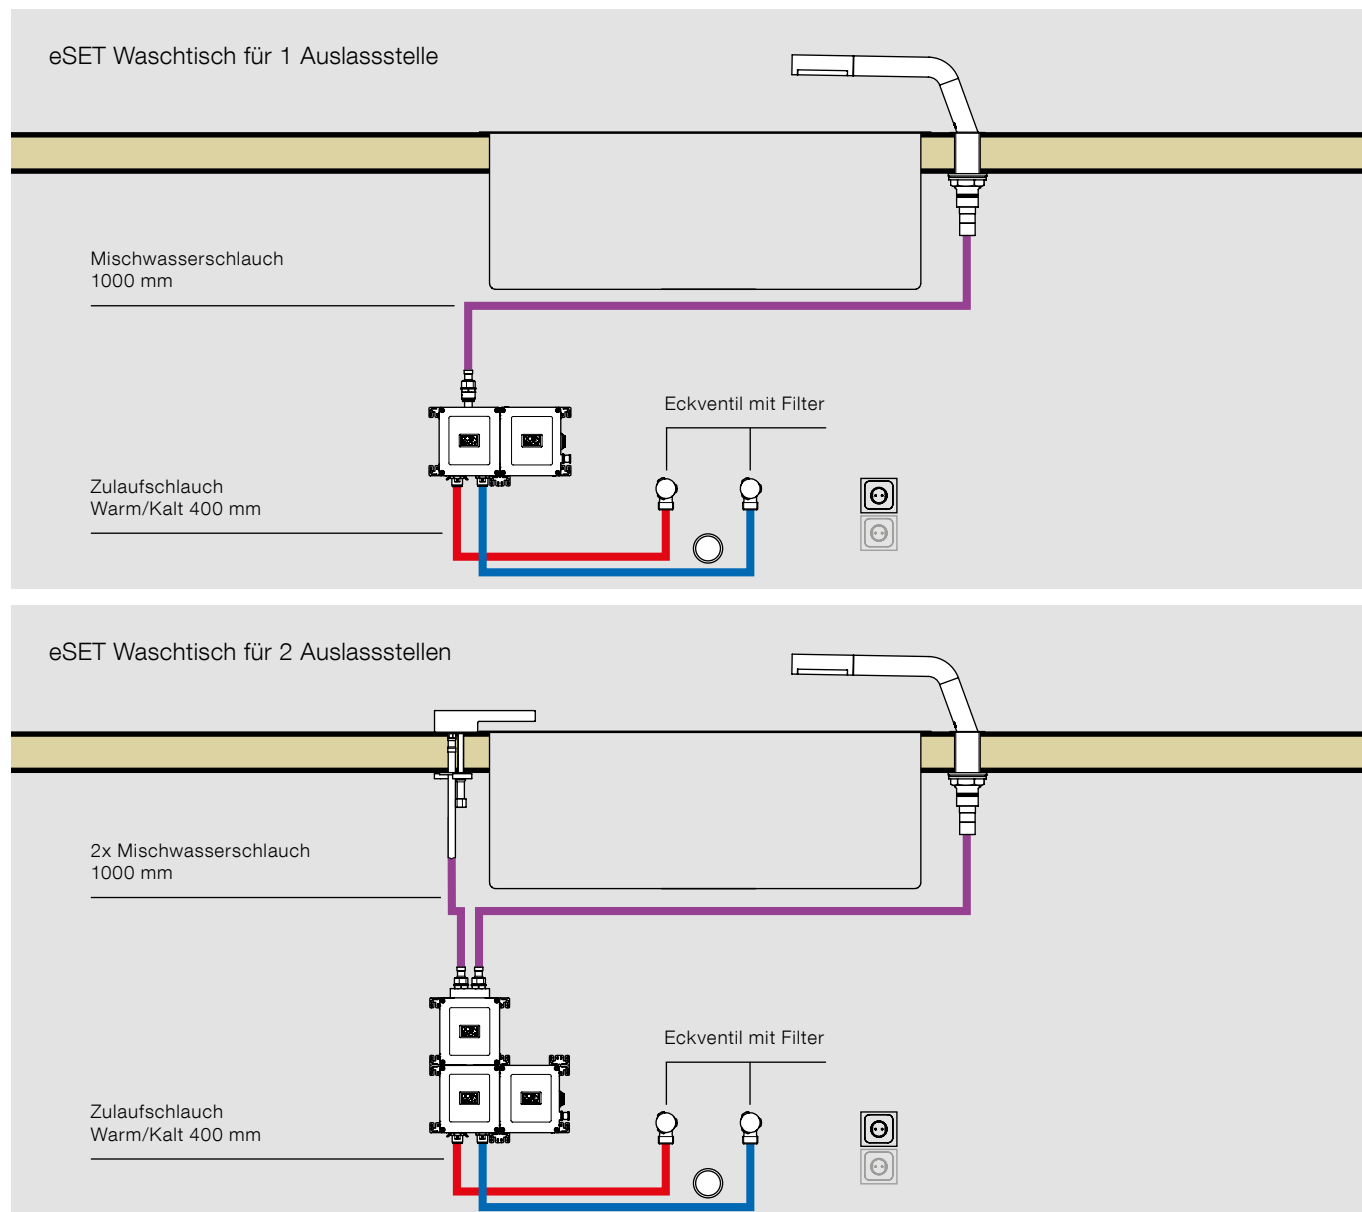 eSET Waschtisch für 1 Auslassstelle
Mischwasserschlauch
1000 mm
Eckventil mit Filter
Zulaufschlauch
Warm/Kalt 400 mm
eSET Waschtisch für 2 Auslassstellen
2x Mischwasserschlauch
1000 mm
Eckventil mit Filter
Zulaufschlauch
Warm/Kalt 400 mm